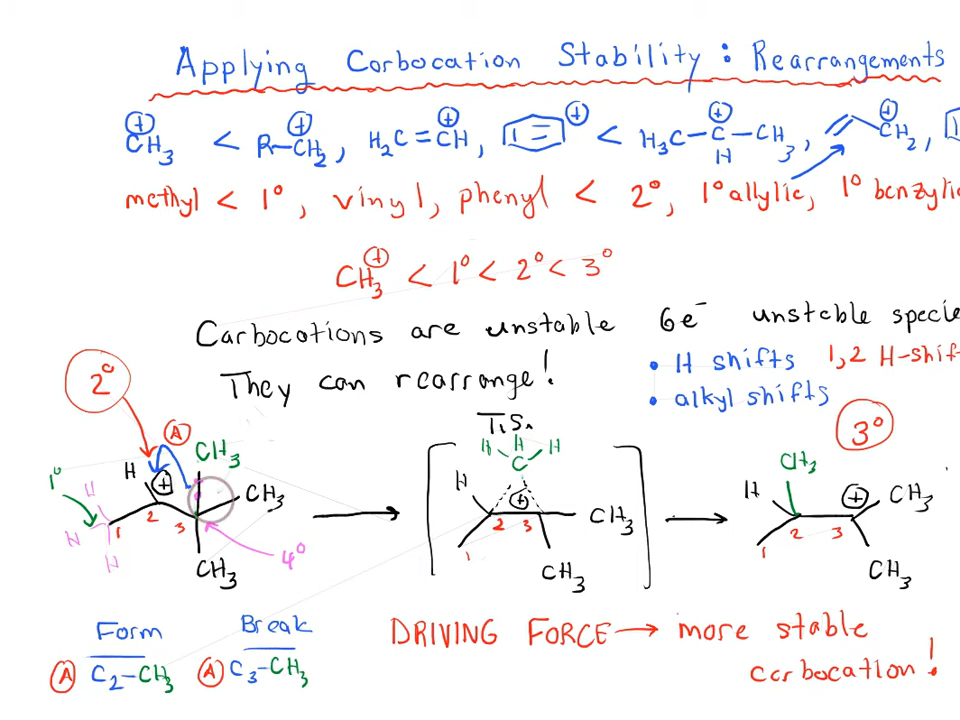 Applying Carbocation Stability : Rearrangements
⊕CH3 < R–⊕CH2, H2C=⊕CH, ⊕ < H3C–⊕CH–CH3, ⊕CH2,
methyl < 1°, vinyl, phenyl < 2°, 1° allylic, 1° benzylic
⊕CH3 < 1° < 2° < 3°
Carbocations are unstable 6e⁻ unstable specie
They can rearrange!
• H shifts 1,2 H-shif
• alkyl shifts
2°
A
T.S.
3°
1° H H H H ⊕ CH3 CH3 CH3 1 2 3 4°
H H H C H ⊕ CH3 CH3 1 2 3
CH3 H ⊕ CH3 CH3 1 2 3
Form Break
A C2–CH3 A C3–CH3
DRIVING FORCE → more stable
carbocation!